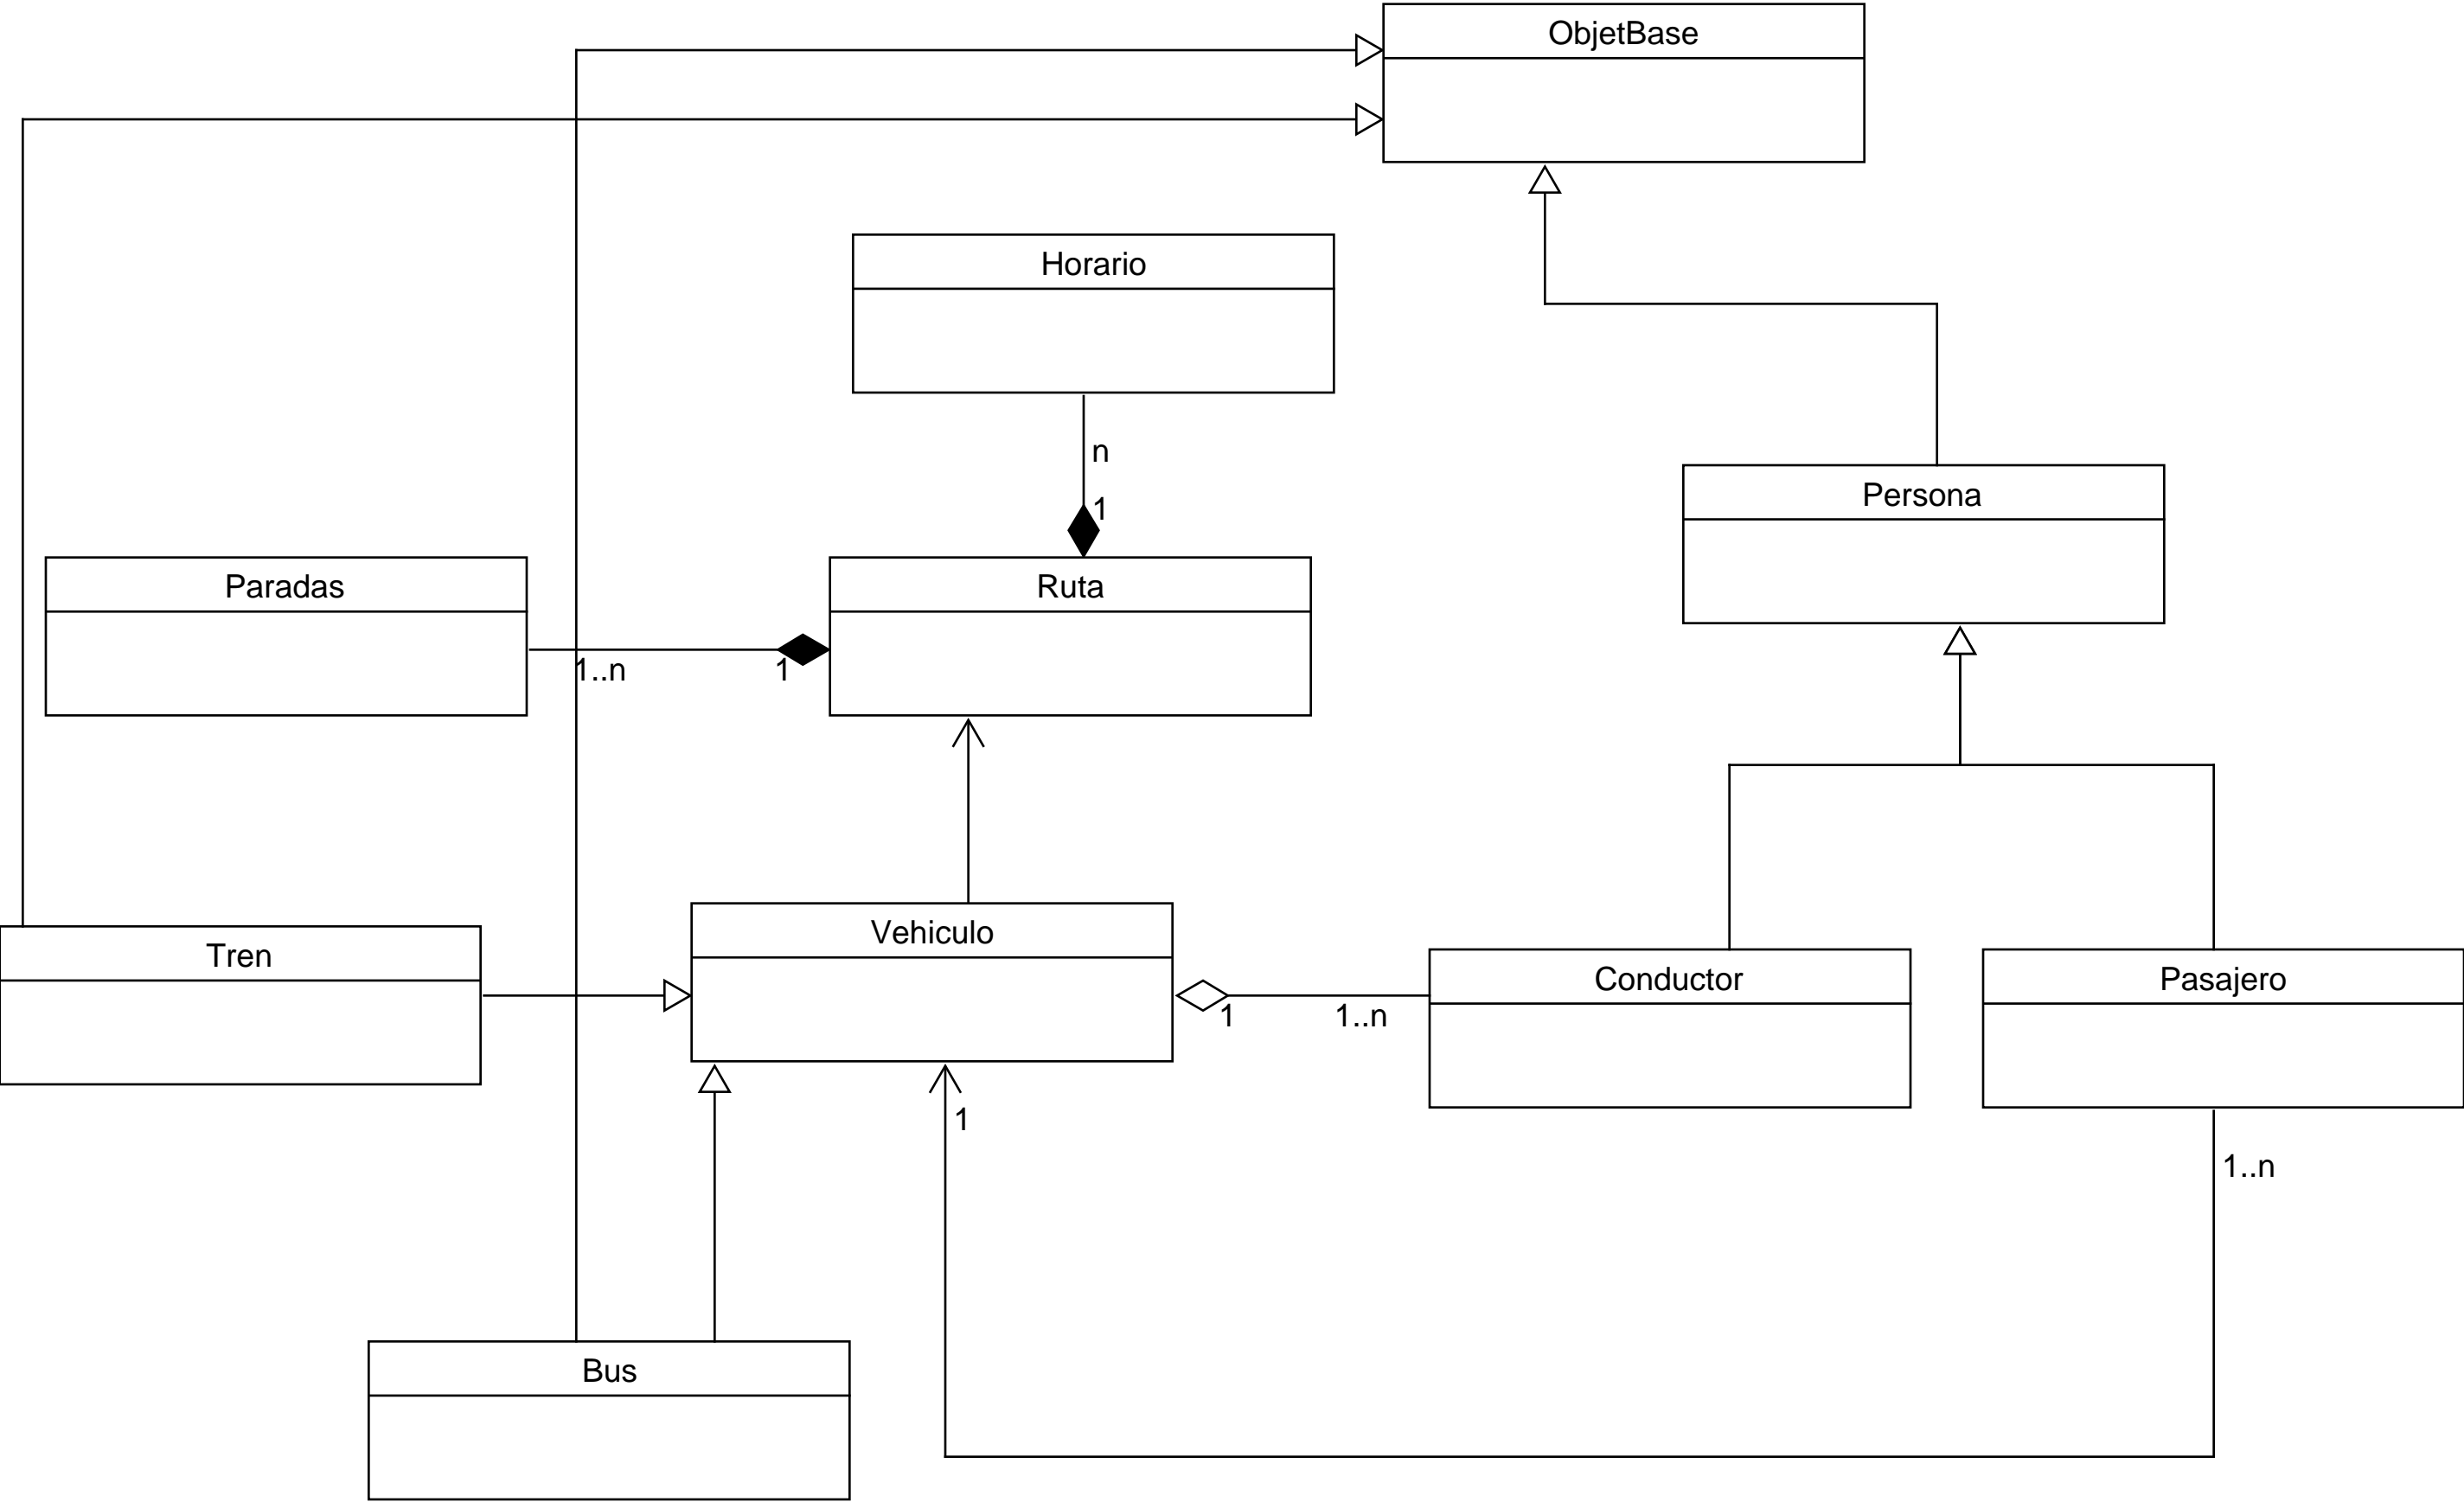 ObjetBase
Horario
n
1
Persona
Paradas
Ruta
1..n
1
Vehiculo
Tren
Conductor
Pasajero
1
1..n
1
1..n
Bus